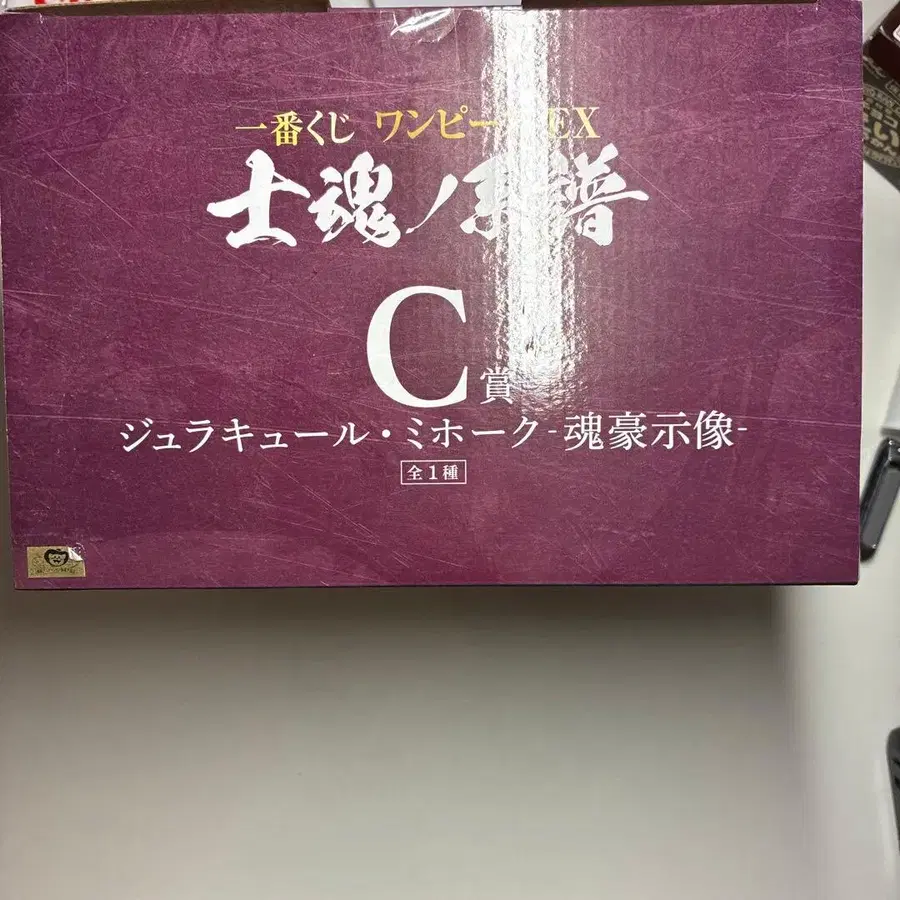 一番くじ ワンピー EX
士魂ノ系譜
C賞
ジュラキュール・ミホーク-魂豪示像-
全1種